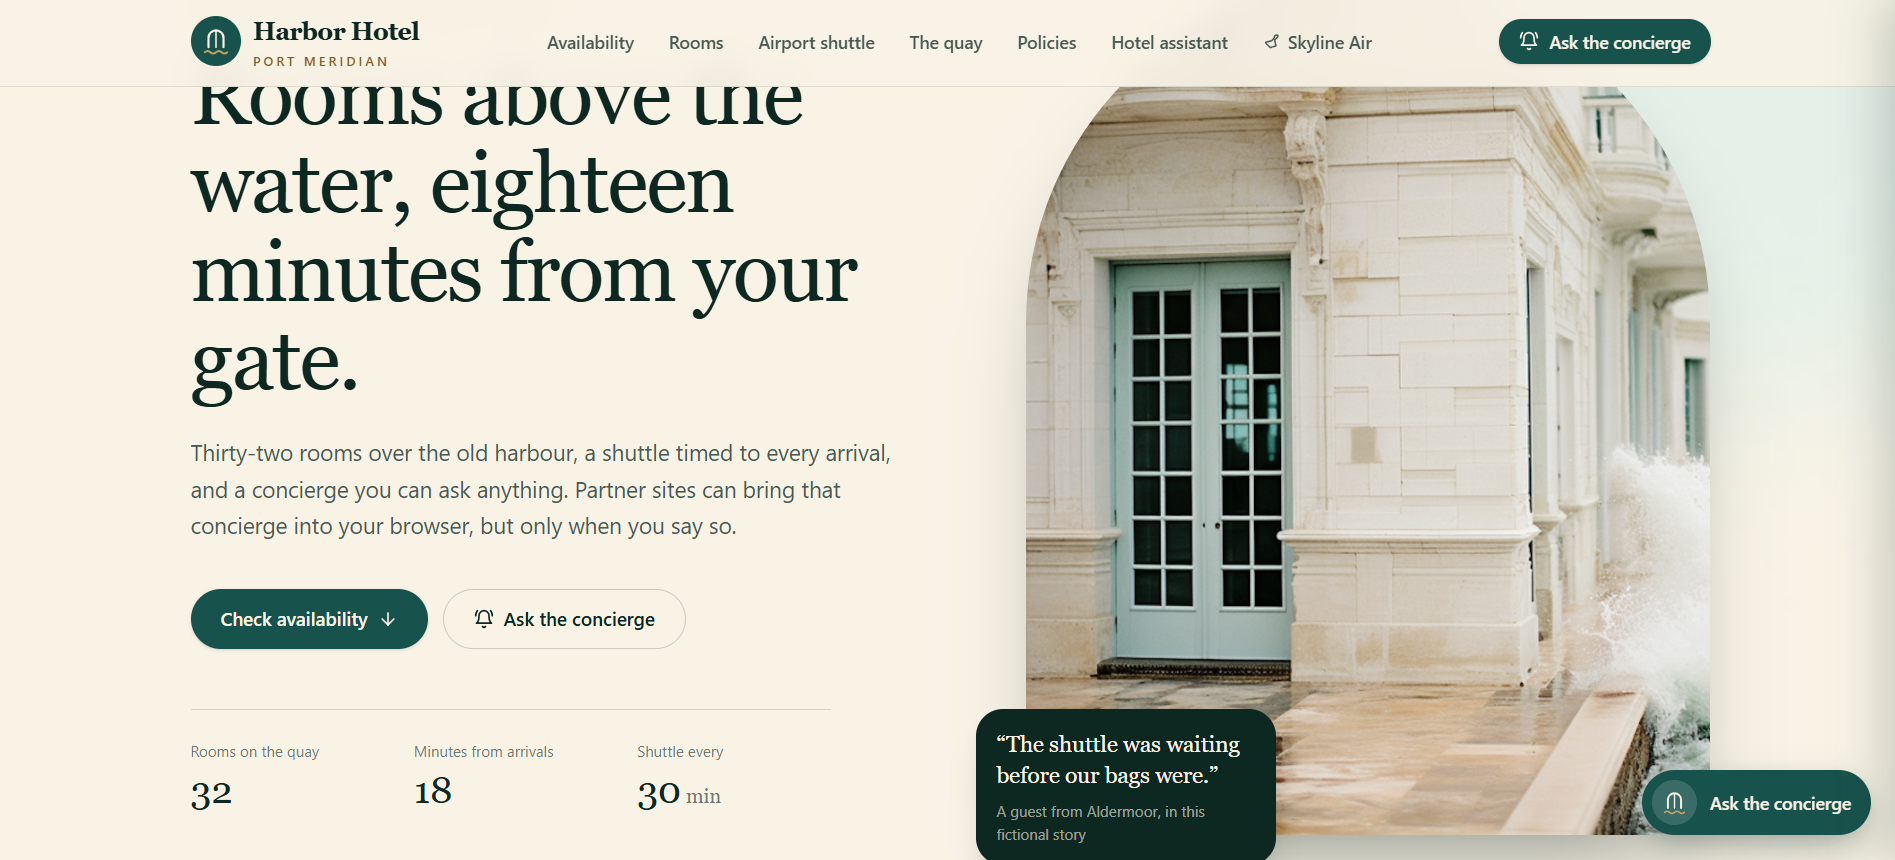 Harbor Hotel
PORT MERIDIAN
Availability
Rooms
Airport shuttle
The quay
Policies
Hotel assistant
Skyline Air
Ask the concierge
Rooms above the
water, eighteen
minutes from your
gate.
Thirty-two rooms over the old harbour, a shuttle timed to every arrival,
and a concierge you can ask anything. Partner sites can bring that
concierge into your browser, but only when you say so.
Check availability
Ask the concierge
Rooms on the quay
32
Minutes from arrivals
18
Shuttle every
30 min
“The shuttle was waiting
before our bags were.”
A guest from Aldermoor, in this
fictional story
Ask the concierge